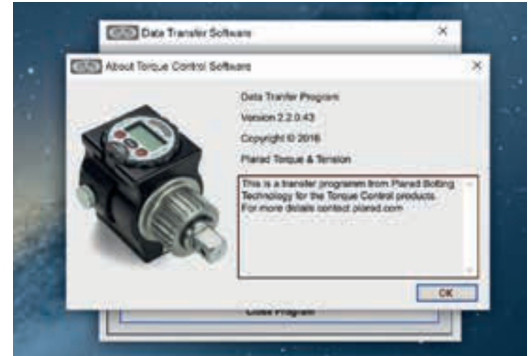 Data Transfer Software
About Torque Control Software
Data Tranfer Program
Version 2.2.0.43
Copyright © 2016
Plarad Torque & Tension
This is a transfer programm from Plarad Bolting
Technology for the Torque Control products.
For more details contact plarad.com
OK
Close Program